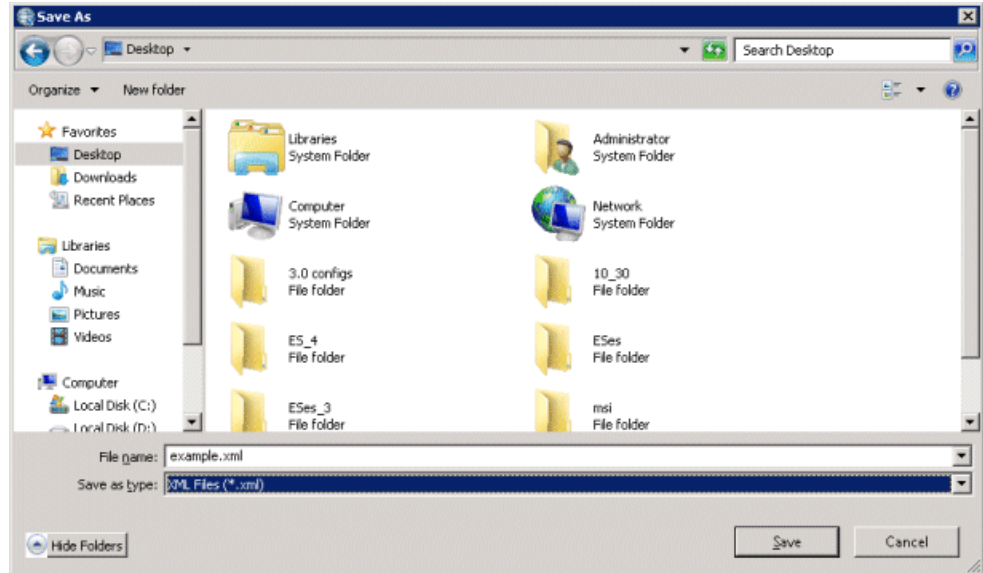 Save As
Desktop
Search Desktop
Organize
New folder
Favorites
Desktop
Downloads
Recent Places
Libraries
Documents
Music
Pictures
Videos
Computer
Local Disk (C:)
Local Disk (D:)
Libraries
System Folder
Administrator
System Folder
Computer
System Folder
Network
System Folder
3.0 configs
File folder
10_30
File folder
ES_4
File folder
ESes
File folder
ESes_3
File folder
msi
File folder
File name: example.xml
Save as type: XML Files (*.xml)
Hide Folders
Save
Cancel